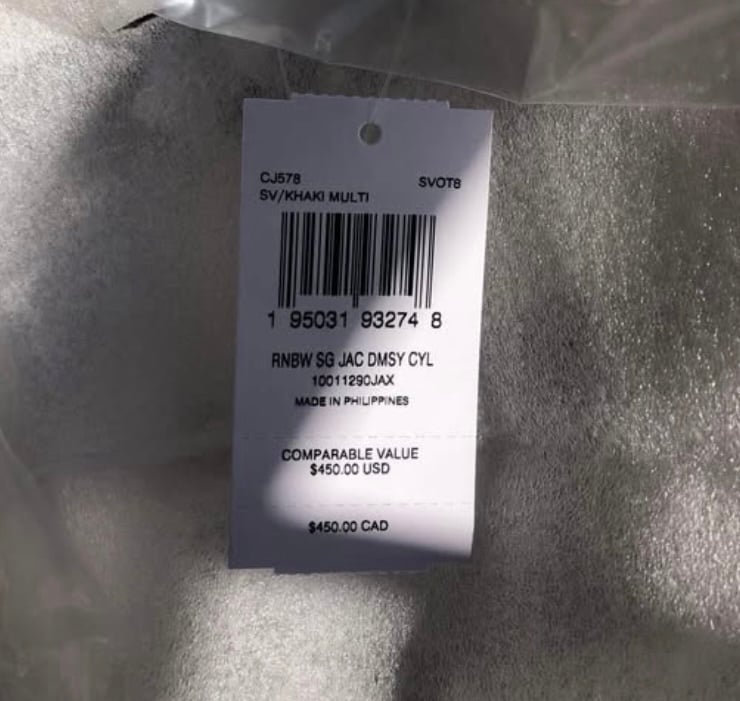 CJ578 SVOT8
SV/KHAKI MULTI
1 95031 93274 8
RNBW SG JAC DMSY CYL
10011290JAX
MADE IN PHILIPPINES
COMPARABLE VALUE
$450.00 USD
$450.00 CAD